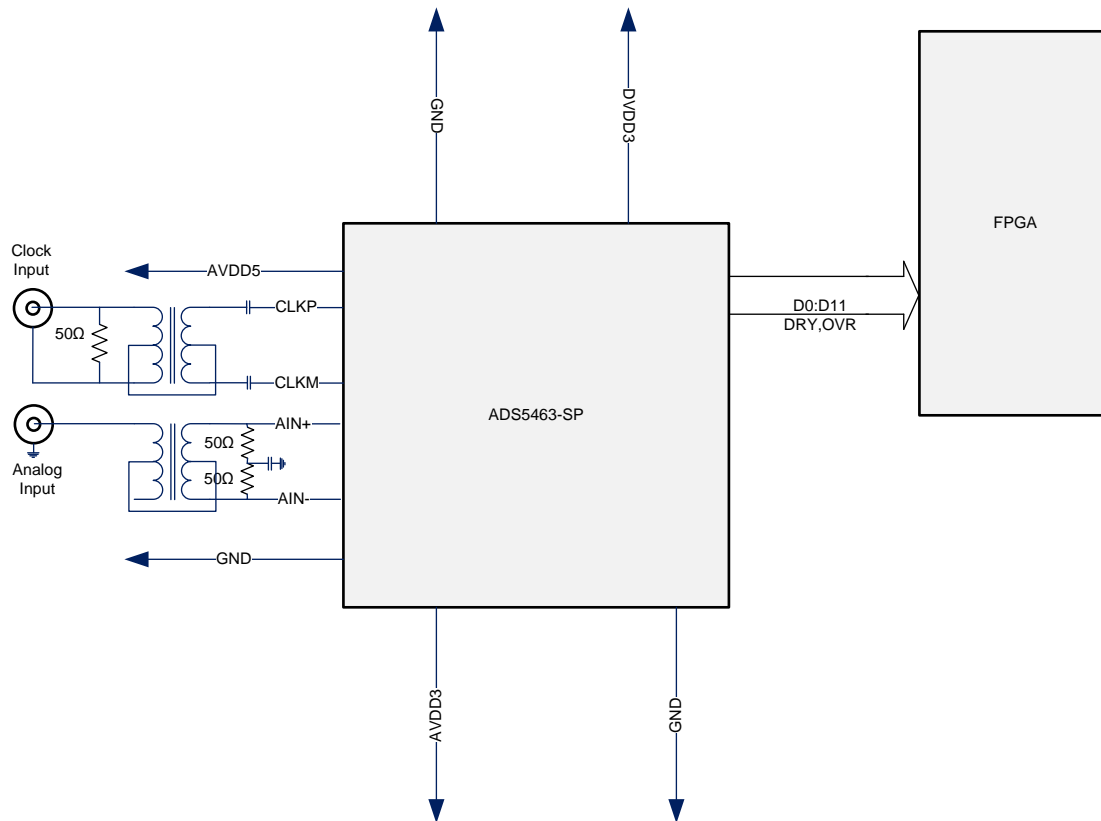 GND
DVDD3
FPGA
Clock
Input
AVDD5
CLKP
50Ω
CLKM
D0:D11
DRY,OVR
ADS5463-SP
AIN+
50Ω
50Ω
Analog
Input
AIN-
GND
AVDD3
GND